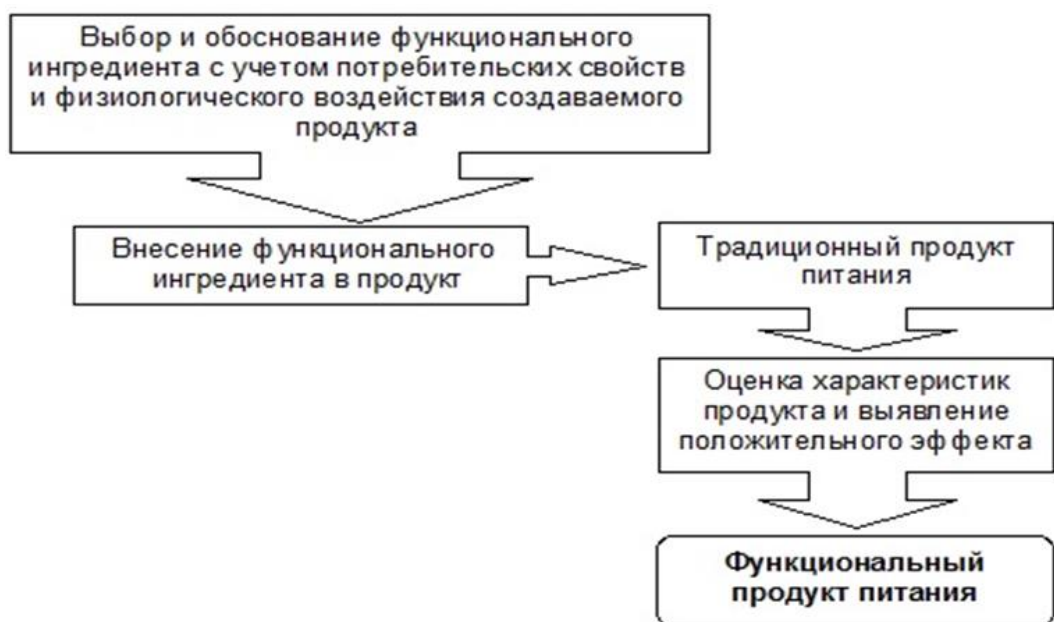 Выбор и обоснование функционального
ингредиента с учетом потребительских свойств
и физиологического воздействия создаваемого
продукта
Внесение функционального
ингредиента в продукт
Традиционный продукт
питания
Оценка характеристик
продукта и выявление
положительного эффекта
Функциональный
продукт питания